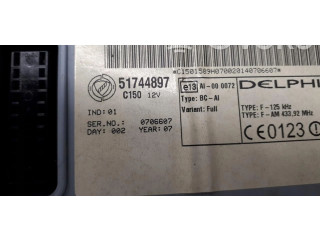 *C1501589H070020140706607*
51744897
C150 12V
IND: 01
SER.NO.: 0706607
DAY: 002 YEAR: 07
e13 AI-00 0072
Type: BC-AI
Variant: Full
DELPHI
TYPE: F - 125 kHz
TYPE: F - AM 433,92 MHz
CE0123